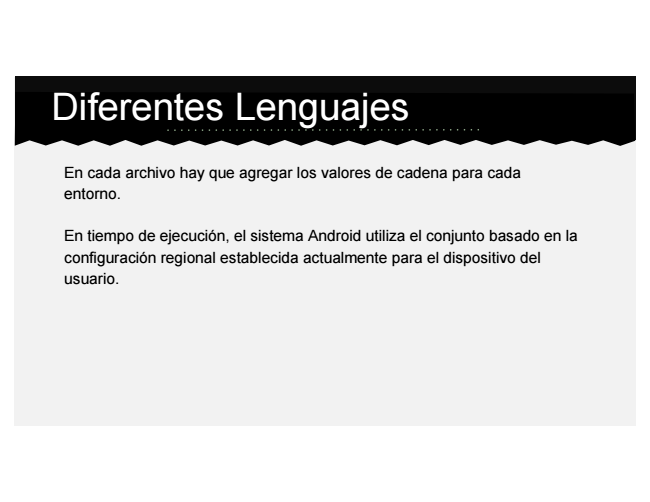 Diferentes Lenguajes
En cada archivo hay que agregar los valores de cadena para cada
entorno.
En tiempo de ejecución, el sistema Android utiliza el conjunto basado en la
configuración regional establecida actualmente para el dispositivo del
usuario.